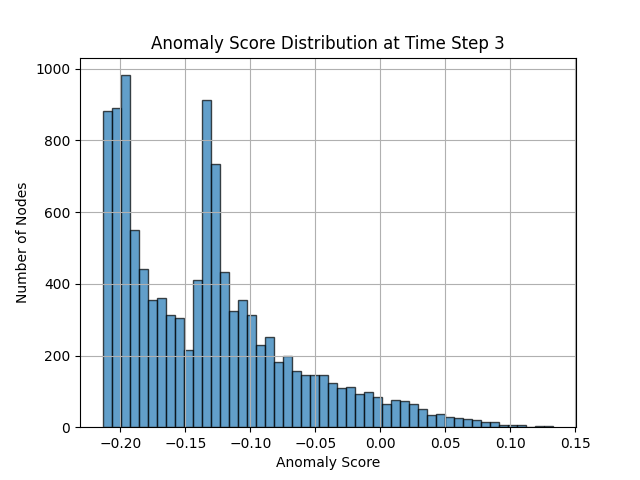 Anomaly Score Distribution at Time Step 3
1000
800
600
400
200
0
Number of Nodes
−0.20 −0.15 −0.10 −0.05 0.00 0.05 0.10 0.15
Anomaly Score